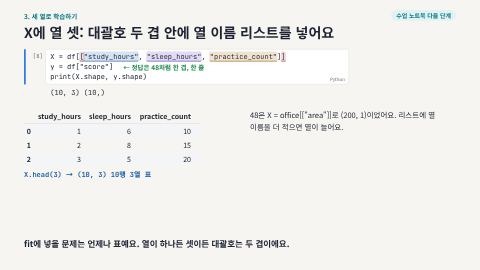 3. 세 열로 학습하기
수업 노트북 다음 단계
X에 열 셋: 대괄호 두 겹 안에 열 이름 리스트를 넣어요
[8] X = df[["study_hours", "sleep_hours", "practice_count"]]
y = df["score"] ← 정답은 48처럼 한 겹, 한 줄
print(X.shape, y.shape)
Python
(10, 3) (10,)
study_hours sleep_hours practice_count
0 1 6 10
1 2 8 15
2 3 5 20
X.head(3) → (10, 3) 10행 3열 표
48은 X = office[["area"]]로 (200, 1)이었어요. 리스트에 열
이름을 더 적으면 열이 늘어요.
fit에 넣을 문제는 언제나 표예요. 열이 하나든 셋이든 대괄호는 두 겹이에요.